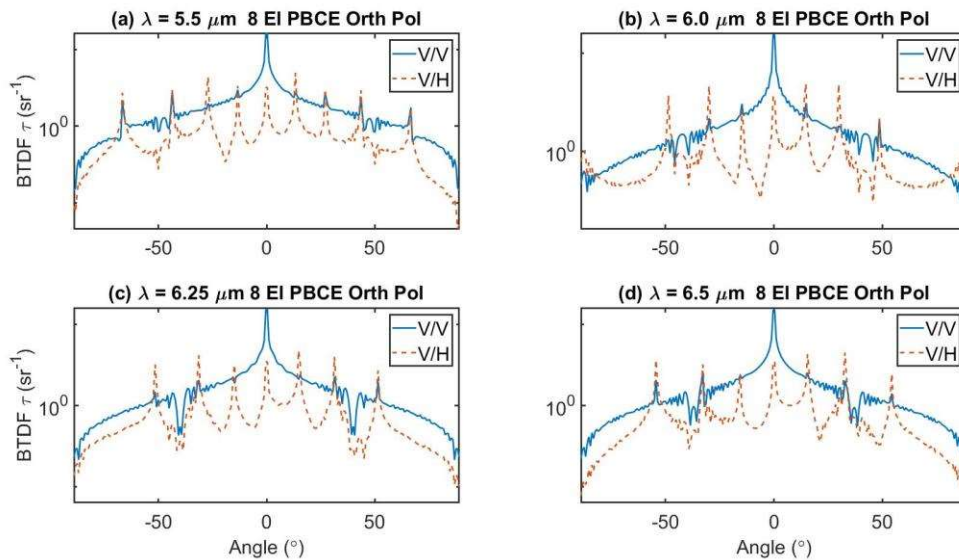 (a) λ = 5.5 μm 8 El PBCE Orth Pol
BTDF τ (sr⁻¹)
10⁰
V/V
V/H
-50 0 50
(b) λ = 6.0 μm 8 El PBCE Orth Pol
10⁰
V/V
V/H
-50 0 50
(c) λ = 6.25 μm 8 El PBCE Orth Pol
BTDF τ (sr⁻¹)
10⁰
V/V
V/H
-50 0 50
Angle (°)
(d) λ = 6.5 μm 8 El PBCE Orth Pol
10⁰
V/V
V/H
-50 0 50
Angle (°)